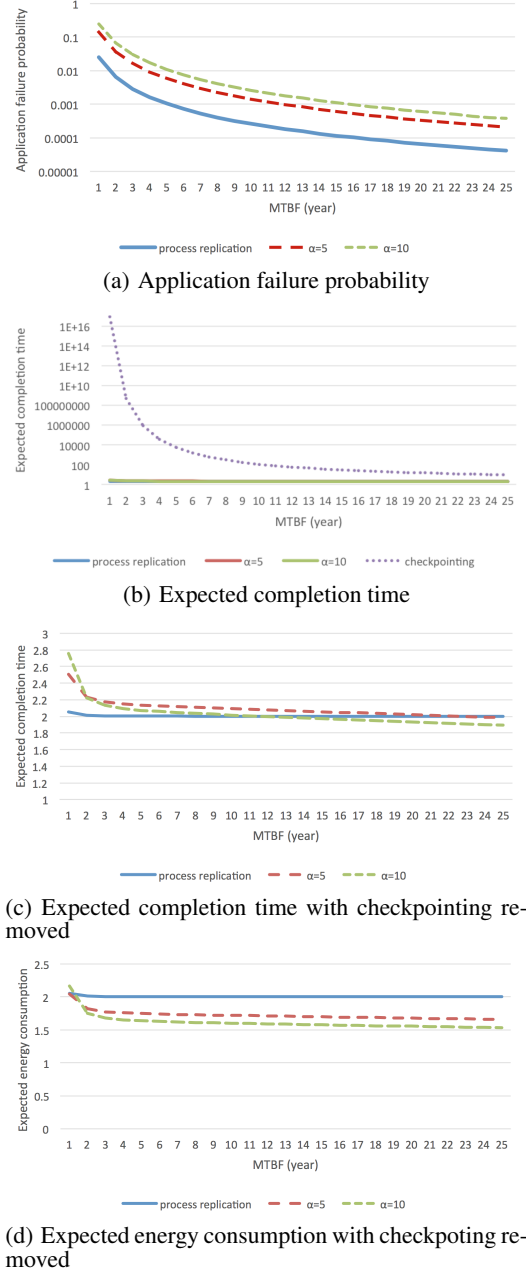 Application failure probability
1
0.1
0.01
0.001
0.0001
0.00001
1 2 3 4 5 6 7 8 9 10 11 12 13 14 15 16 17 18 19 20 21 22 23 24 25
MTBF (year)
process replication α=5 α=10
(a) Application failure probability
Expected completion time
1E+16
1E+14
1E+12
1E+10
100000000
1000000
10000
100
1
1 2 3 4 5 6 7 8 9 10 11 12 13 14 15 16 17 18 19 20 21 22 23 24 25
MTBF (year)
process replication α=5 α=10 checkpointing
(b) Expected completion time
Expected completion time
3
2.8
2.6
2.4
2.2
2
1.8
1.6
1.4
1.2
1
1 2 3 4 5 6 7 8 9 10 11 12 13 14 15 16 17 18 19 20 21 22 23 24 25
MTBF (year)
process replication α=5 α=10
(c) Expected completion time with checkpointing re-
moved
Expected energy consumption
2.5
2
1.5
1
0.5
0
1 2 3 4 5 6 7 8 9 10 11 12 13 14 15 16 17 18 19 20 21 22 23 24 25
MTBF (year)
process replication α=5 α=10
(d) Expected energy consumption with checkpoting re-
moved